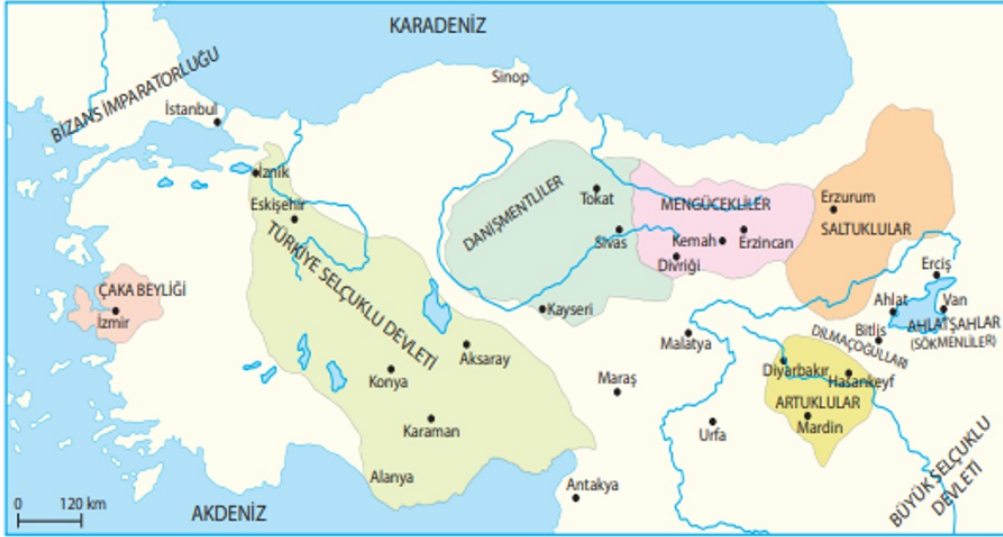 KARADENİZ
BİZANS İMPARATORLUĞU
İstanbul
Sinop
İznik
Eskişehir
TÜRKİYE SELÇUKLU DEVLETİ
DANİŞMENTLİLER
Tokat
Sivas
Kayseri
MENGÜCEKLİLER
Kemah
Erzincan
Divriği
Erzurum
SALTUKLULAR
Erciş
Ahlat
Van
AHLATŞAHLAR
(SÖKMENLİLER)
Bitlis
DİLMAÇOĞULLARI
ÇAKA BEYLİĞİ
İzmir
Aksaray
Konya
Karaman
Alanya
Malatya
Maraş
Urfa
Antakya
Diyarbakır
Hasankeyf
ARTUKLULAR
Mardin
BÜYÜK SELÇUKLU
DEVLETİ
AKDENİZ
0 120 km